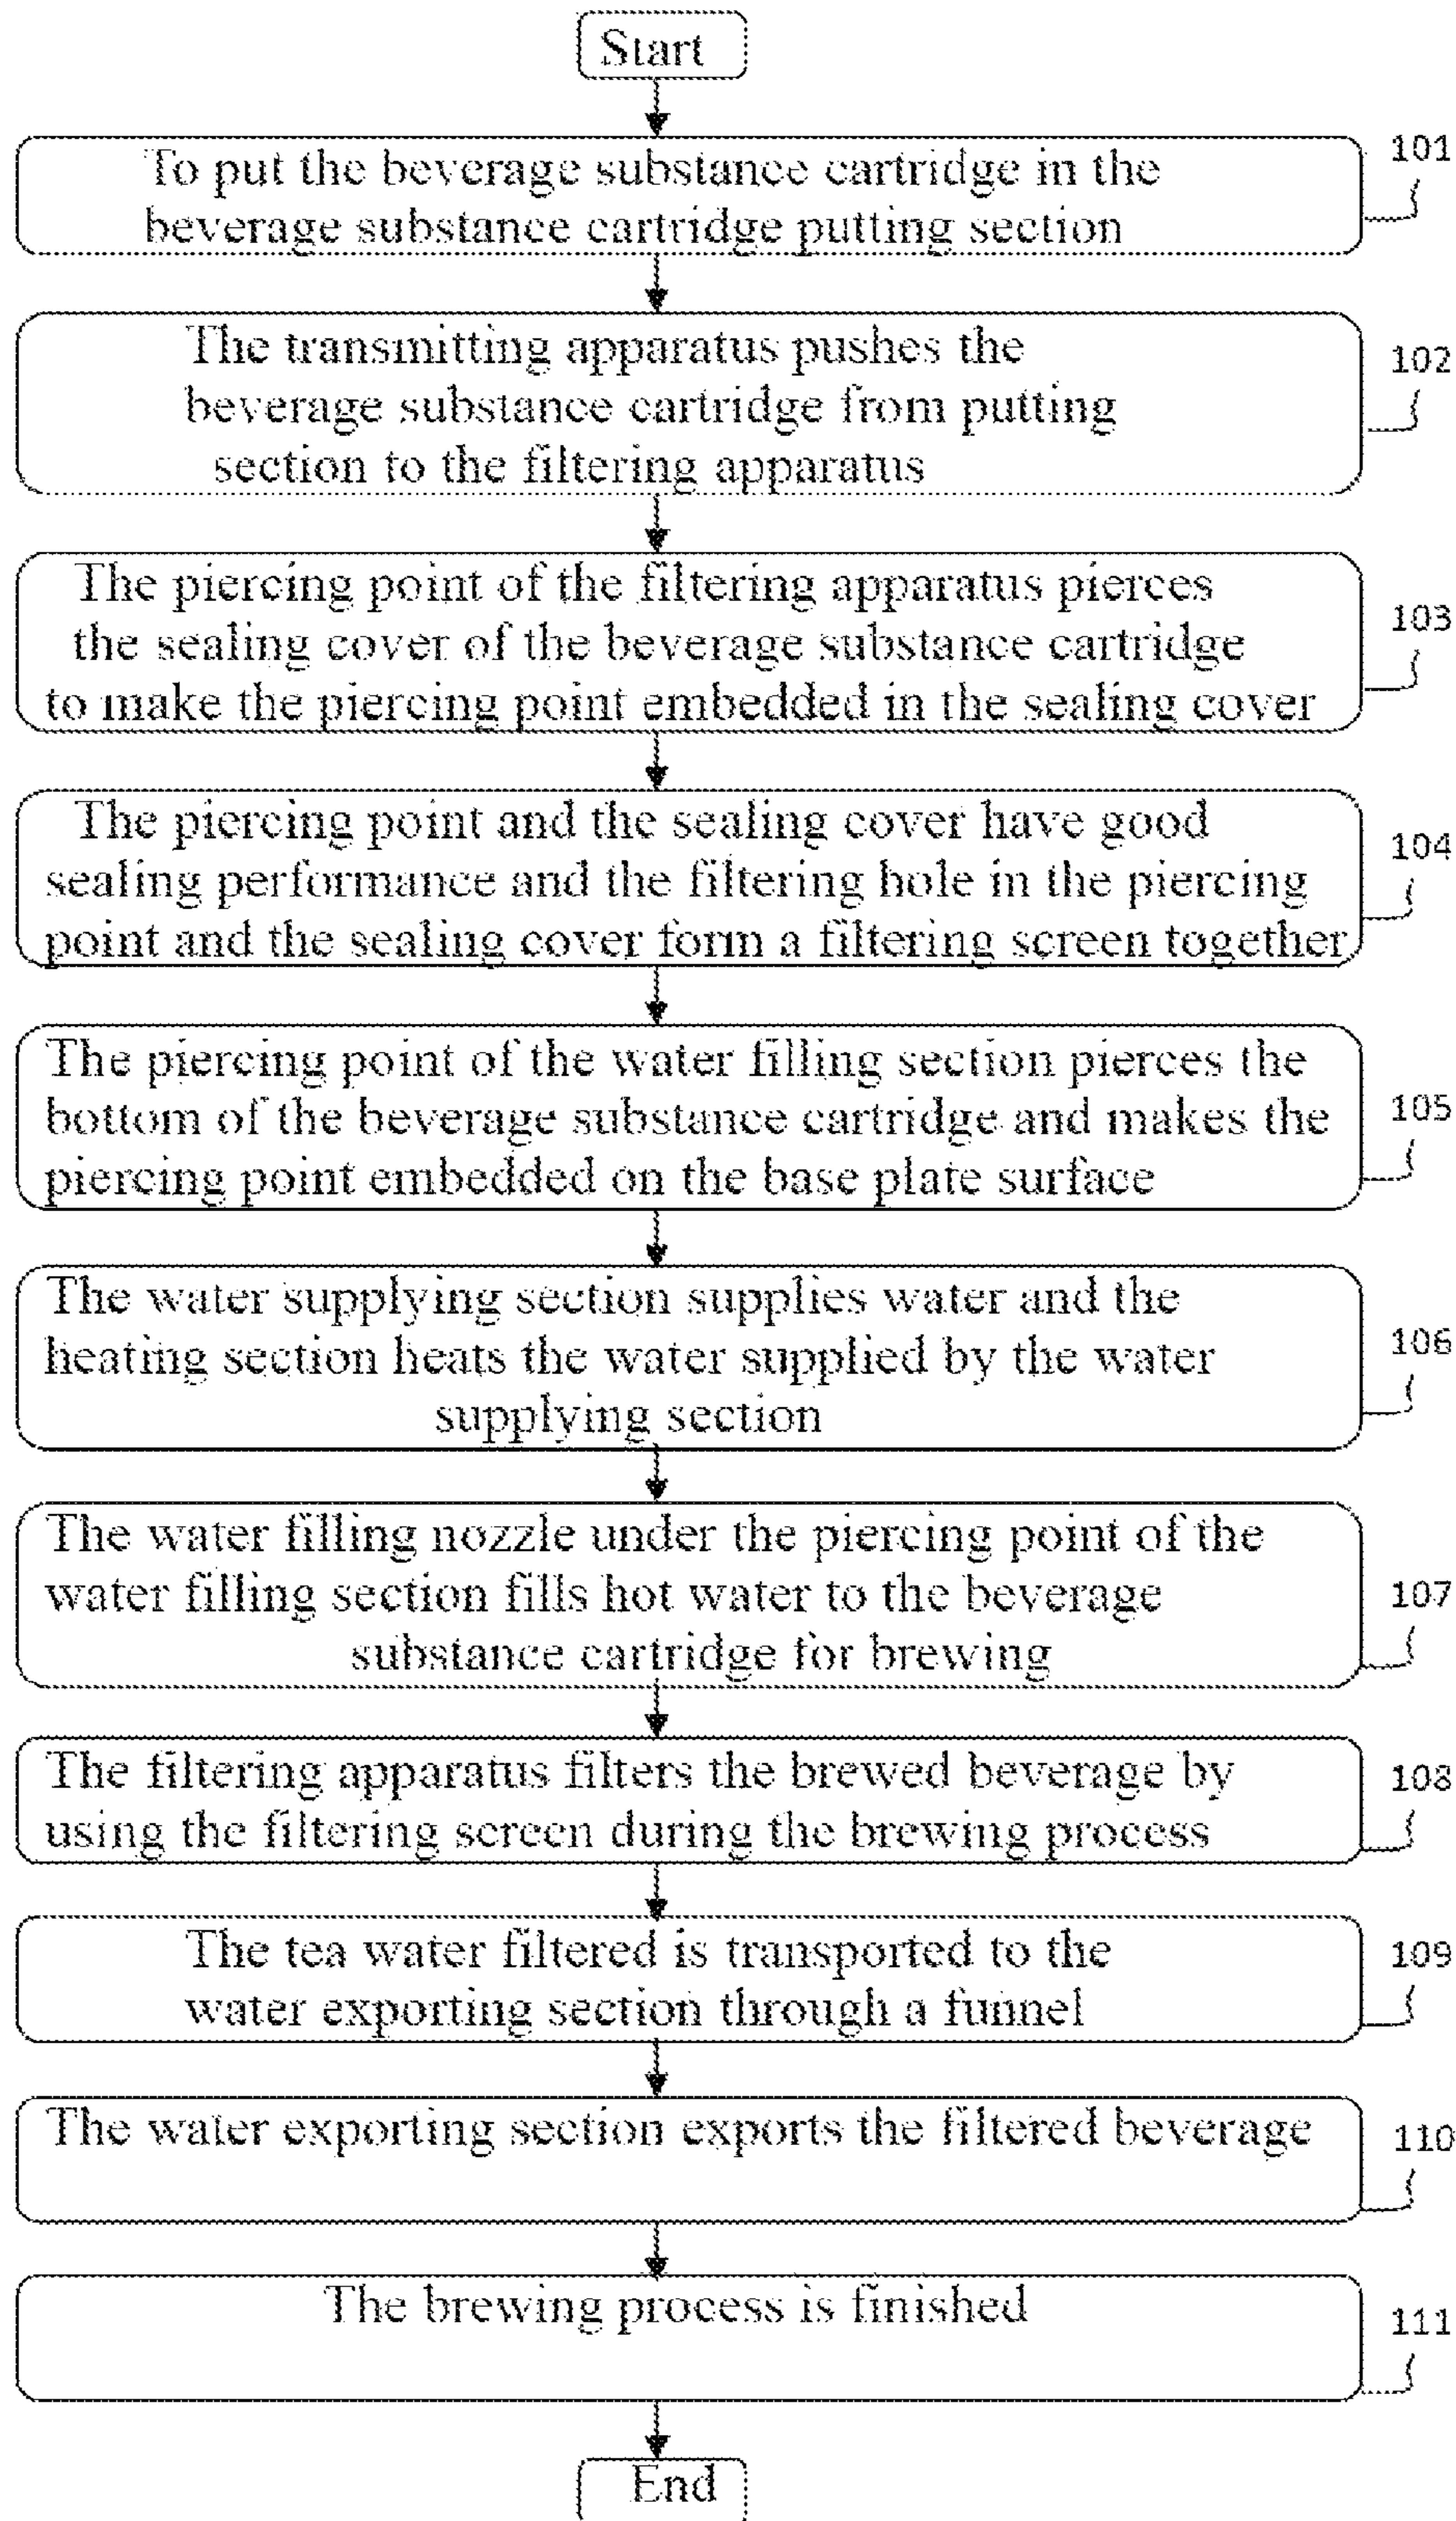 Start
To put the beverage substance cartridge in the
beverage substance cartridge putting section
101
The transmitting apparatus pushes the
beverage substance cartridge from putting
section to the filtering apparatus
102
The piercing point of the filtering apparatus pierces
the sealing cover of the beverage substance cartridge
to make the piercing point embedded in the sealing cover
103
The piercing point and the sealing cover have good
sealing performance and the filtering hole in the piercing
point and the sealing cover form a filtering screen together
104
The piercing point of the water filling section pierces the
bottom of the beverage substance cartridge and makes the
piercing point embedded on the base plate surface
105
The water supplying section supplies water and the
heating section heats the water supplied by the water
supplying section
106
The water filling nozzle under the piercing point of the
water filling section fills hot water to the beverage
substance cartridge for brewing
107
The filtering apparatus filters the brewed beverage by
using the filtering screen during the brewing process
108
The tea water filtered is transported to the
water exporting section through a funnel
109
The water exporting section exports the filtered beverage
110
The brewing process is finished
111
End